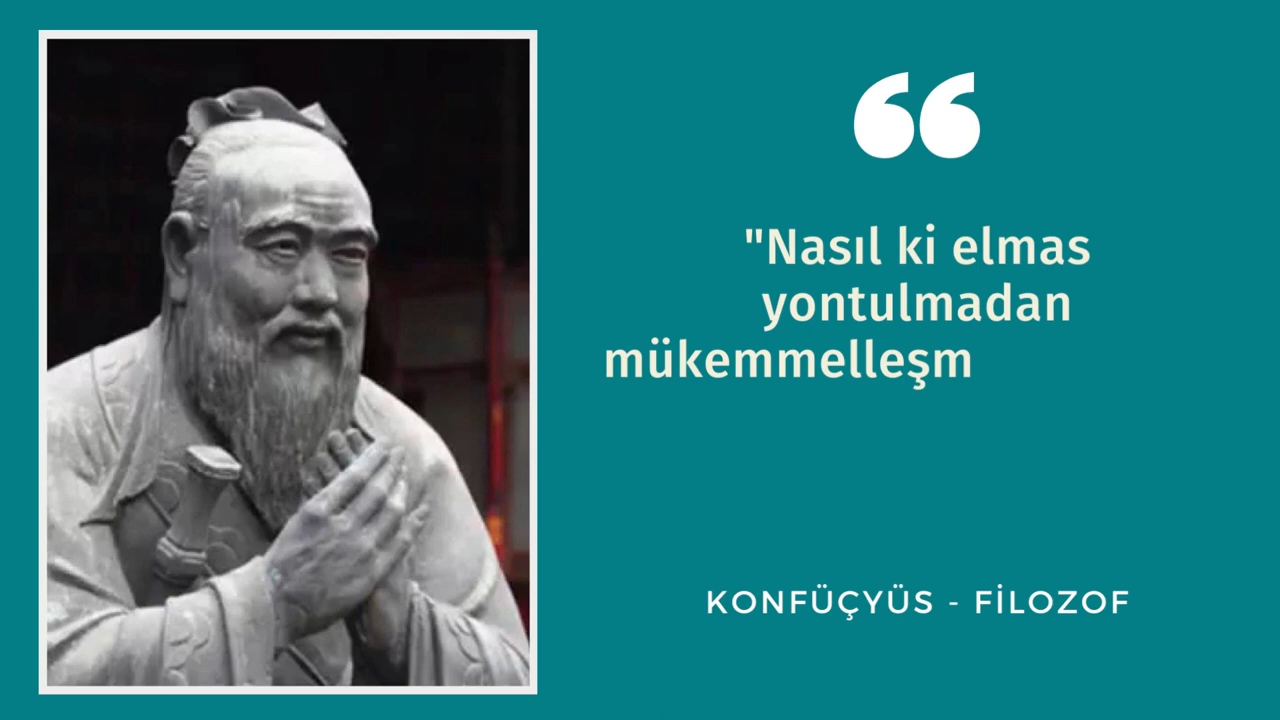 ❝
"Nasıl ki elmas
yontulmadan
mükemmelleşm
KONFÜÇYÜS - FİLOZOF